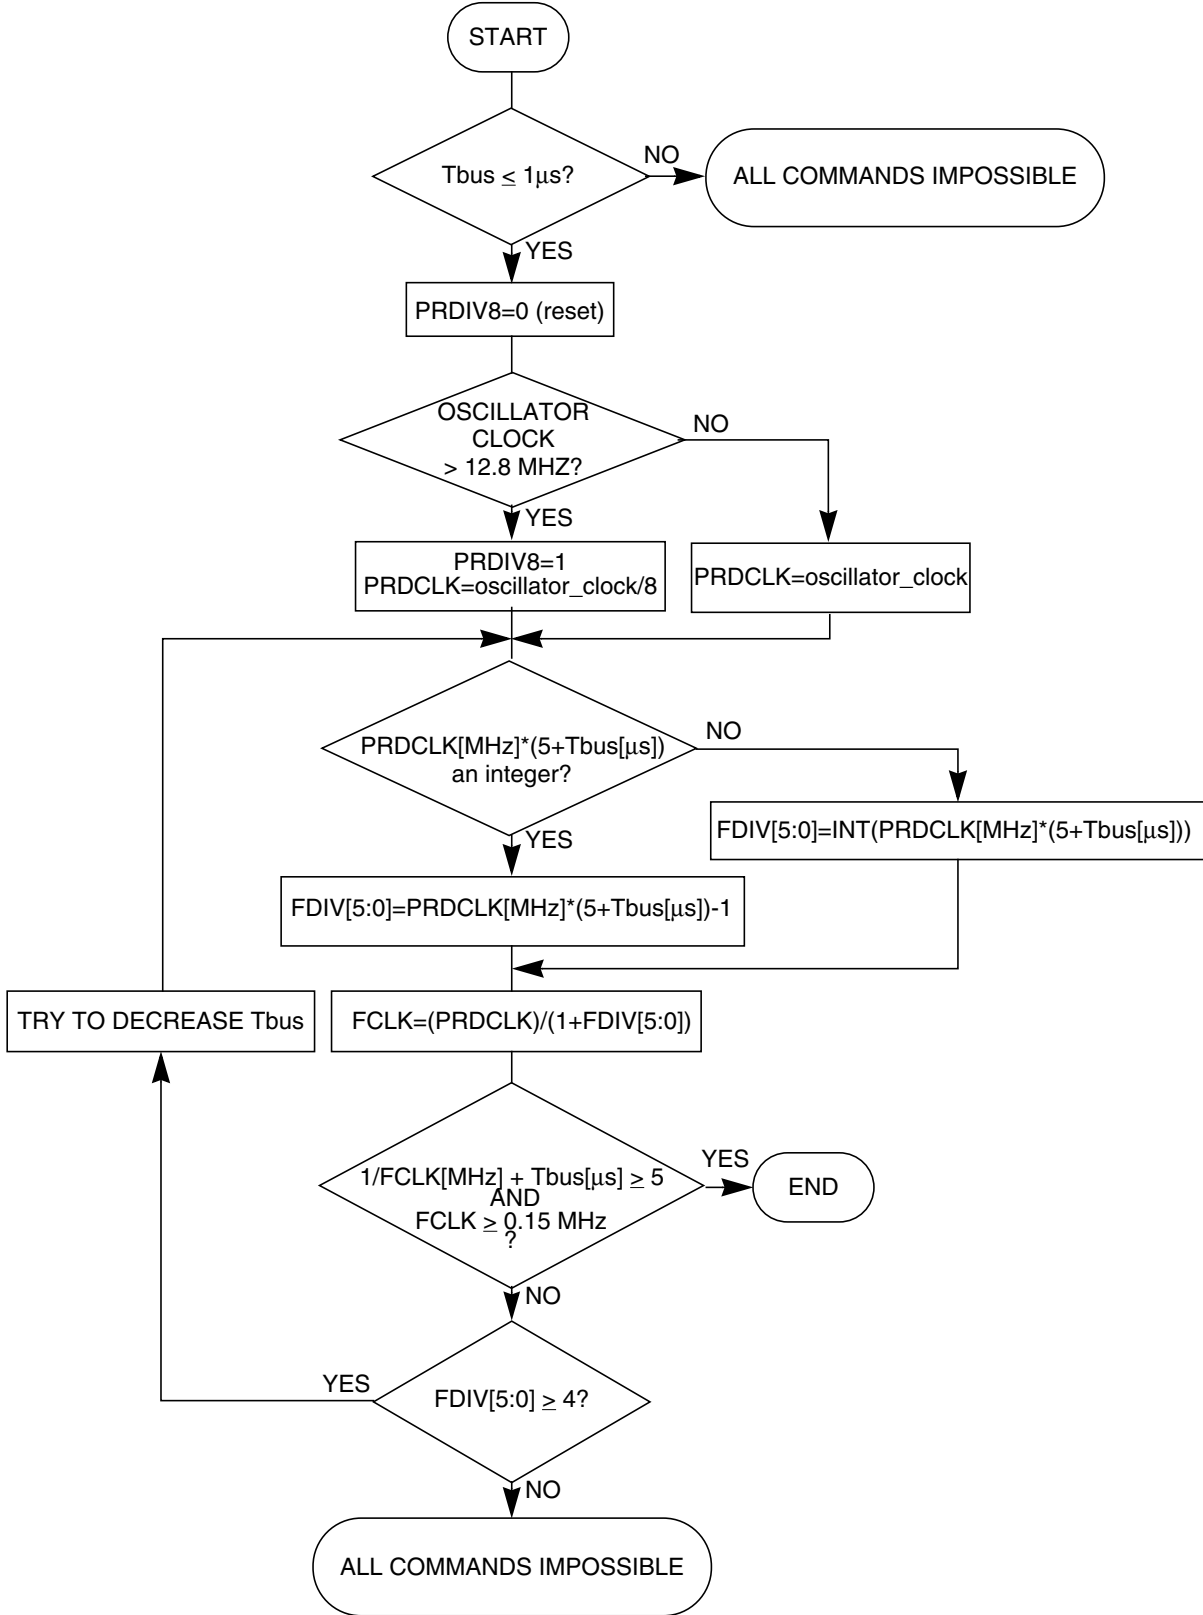 START
Tbus ≤ 1μs?
NO
ALL COMMANDS IMPOSSIBLE
YES
PRDIV8=0 (reset)
OSCILLATOR
CLOCK
> 12.8 MHZ?
NO
YES
PRDIV8=1
PRDCLK=oscillator_clock/8
PRDCLK=oscillator_clock
PRDCLK[MHz]*(5+Tbus[μs])
an integer?
NO
YES
FDIV[5:0]=INT(PRDCLK[MHz]*(5+Tbus[μs]))
FDIV[5:0]=PRDCLK[MHz]*(5+Tbus[μs])-1
TRY TO DECREASE Tbus
FCLK=(PRDCLK)/(1+FDIV[5:0])
1/FCLK[MHz] + Tbus[μs] ≥ 5
AND
FCLK ≥ 0.15 MHz
?
YES
END
NO
FDIV[5:0] ≥ 4?
YES
NO
ALL COMMANDS IMPOSSIBLE